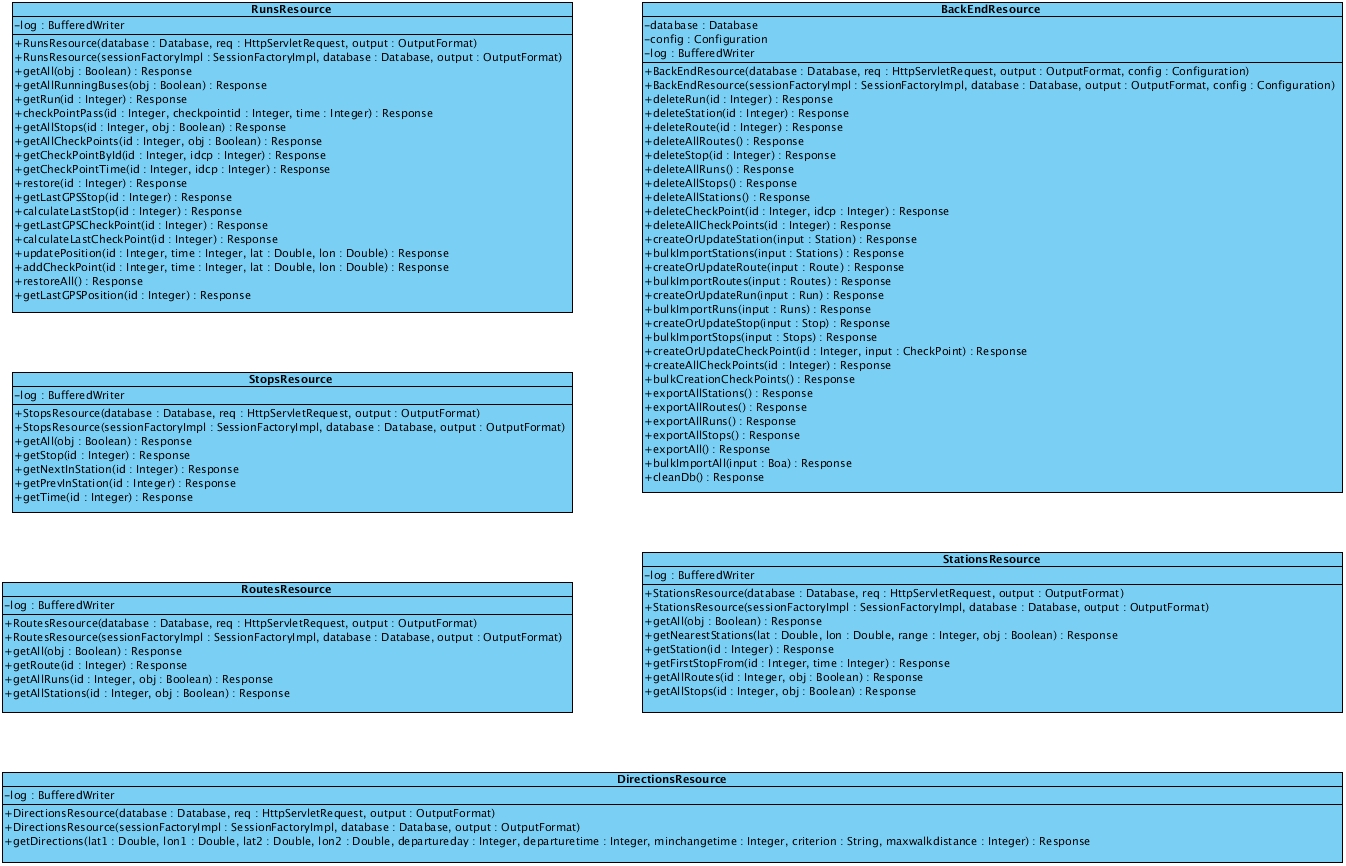 RunsResource
-log : BufferedWriter
+RunsResource(database : Database, req : HttpServletRequest, output : OutputFormat)
+RunsResource(sessionFactoryImpl : SessionFactoryImpl, database : Database, output : OutputFormat)
+getAll(obj : Boolean) : Response
+getAllRunningBuses(obj : Boolean) : Response
+getRun(id : Integer) : Response
+checkPointPass(id : Integer, checkpointid : Integer, time : Integer) : Response
+getAllStops(id : Integer, obj : Boolean) : Response
+getAllCheckPoints(id : Integer, obj : Boolean) : Response
+getCheckPointById(id : Integer, idcp : Integer) : Response
+getCheckPointTime(id : Integer, idcp : Integer) : Response
+restore(id : Integer) : Response
+getLastGPSStop(id : Integer) : Response
+calculateLastStop(id : Integer) : Response
+getLastGPSCheckPoint(id : Integer) : Response
+calculateLastCheckPoint(id : Integer) : Response
+updatePosition(id : Integer, time : Integer, lat : Double, lon : Double) : Response
+addCheckPoint(id : Integer, time : Integer, lat : Double, lon : Double) : Response
+restoreAll() : Response
+getLastGPSPosition(id : Integer) : Response
BackEndResource
-database : Database
-config : Configuration
-log : BufferedWriter
+BackEndResource(database : Database, req : HttpServletRequest, output : OutputFormat, config : Configuration)
+BackEndResource(sessionFactoryImpl : SessionFactoryImpl, database : Database, output : OutputFormat, config : Configuration)
+deleteRun(id : Integer) : Response
+deleteStation(id : Integer) : Response
+deleteRoute(id : Integer) : Response
+deleteAllRoutes() : Response
+deleteStop(id : Integer) : Response
+deleteAllRuns() : Response
+deleteAllStops() : Response
+deleteAllStations() : Response
+deleteCheckPoint(id : Integer, idcp : Integer) : Response
+deleteAllCheckPoints(id : Integer) : Response
+createOrUpdateStation(input : Station) : Response
+bulkImportStations(input : Stations) : Response
+createOrUpdateRoute(input : Route) : Response
+bulkImportRoutes(input : Routes) : Response
+createOrUpdateRun(input : Run) : Response
+bulkImportRuns(input : Runs) : Response
+createOrUpdateStop(input : Stop) : Response
+bulkImportStops(input : Stops) : Response
+createOrUpdateCheckPoint(id : Integer, input : CheckPoint) : Response
+createAllCheckPoints(id : Integer) : Response
+bulkCreationCheckPoints() : Response
+exportAllStations() : Response
+exportAllRoutes() : Response
+exportAllRuns() : Response
+exportAllStops() : Response
+exportAll() : Response
+bulkImportAll(input : Boa) : Response
+cleanDb() : Response
StopsResource
-log : BufferedWriter
+StopsResource(database : Database, req : HttpServletRequest, output : OutputFormat)
+StopsResource(sessionFactoryImpl : SessionFactoryImpl, database : Database, output : OutputFormat)
+getAll(obj : Boolean) : Response
+getStop(id : Integer) : Response
+getNextInStation(id : Integer) : Response
+getPrevInStation(id : Integer) : Response
+getTime(id : Integer) : Response
RoutesResource
-log : BufferedWriter
+RoutesResource(database : Database, req : HttpServletRequest, output : OutputFormat)
+RoutesResource(sessionFactoryImpl : SessionFactoryImpl, database : Database, output : OutputFormat)
+getAll(obj : Boolean) : Response
+getRoute(id : Integer) : Response
+getAllRuns(id : Integer, obj : Boolean) : Response
+getAllStations(id : Integer, obj : Boolean) : Response
StationsResource
-log : BufferedWriter
+StationsResource(database : Database, req : HttpServletRequest, output : OutputFormat)
+StationsResource(sessionFactoryImpl : SessionFactoryImpl, database : Database, output : OutputFormat)
+getAll(obj : Boolean) : Response
+getNearestStations(lat : Double, lon : Double, range : Integer, obj : Boolean) : Response
+getStation(id : Integer) : Response
+getFirstStopFrom(id : Integer, time : Integer) : Response
+getAllRoutes(id : Integer, obj : Boolean) : Response
+getAllStops(id : Integer, obj : Boolean) : Response
DirectionsResource
-log : BufferedWriter
+DirectionsResource(database : Database, req : HttpServletRequest, output : OutputFormat)
+DirectionsResource(sessionFactoryImpl : SessionFactoryImpl, database : Database, output : OutputFormat)
+getDirections(lat1 : Double, lon1 : Double, lat2 : Double, lon2 : Double, departureday : Integer, departuretime : Integer, minchangetime : Integer, criterion : String, maxwalkdistance : Integer) : Response